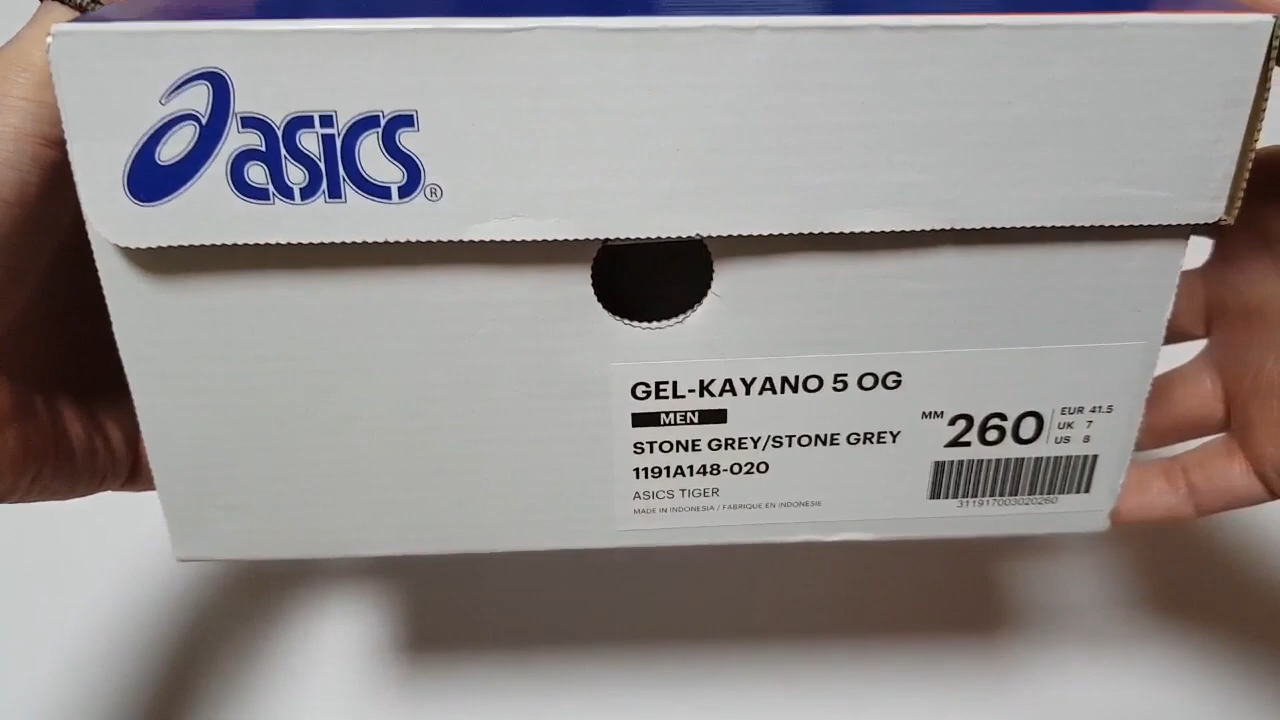 asics®
GEL-KAYANO 5 OG
MEN
STONE GREY/STONE GREY
1191A148-020
ASICS TIGER
MADE IN INDONESIA / FABRIQUE EN INDONESIE
MM 260
EUR 41.5
UK 7
US 8
311917003020260